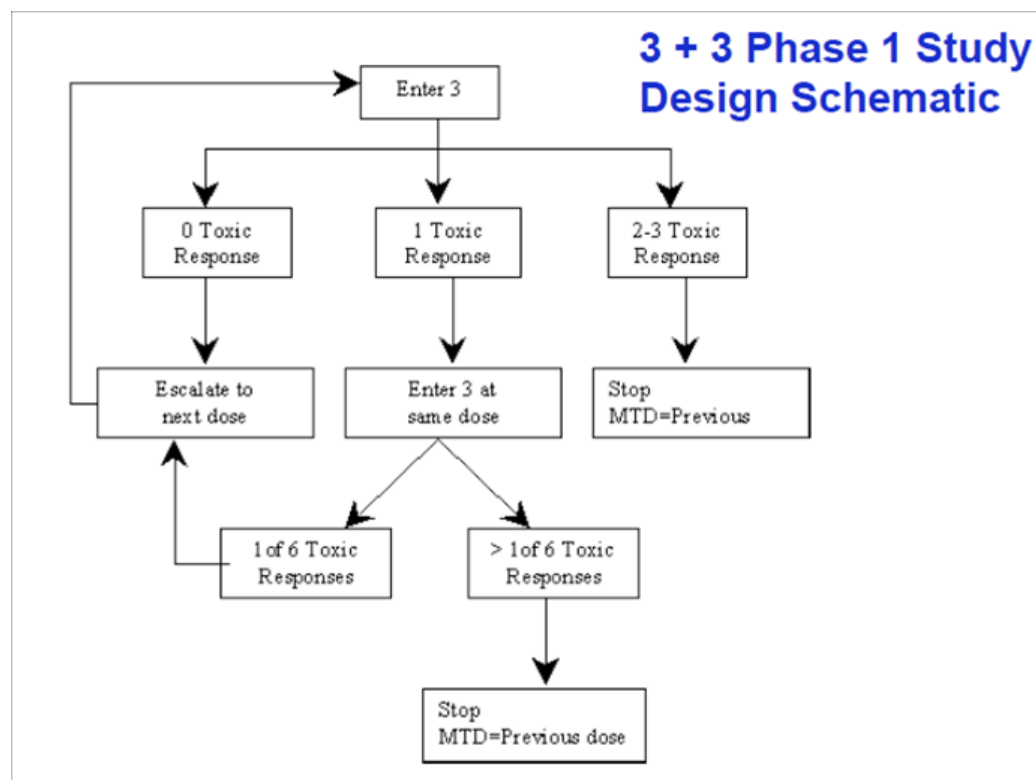 3 + 3 Phase 1 Study
Design Schematic
Enter 3
0 Toxic
Response
1 Toxic
Response
2-3 Toxic
Response
Escalate to
next dose
Enter 3 at
same dose
Stop
MTD=Previous
1of 6 Toxic
Responses
> 1of 6 Toxic
Responses
Stop
MTD=Previous dose